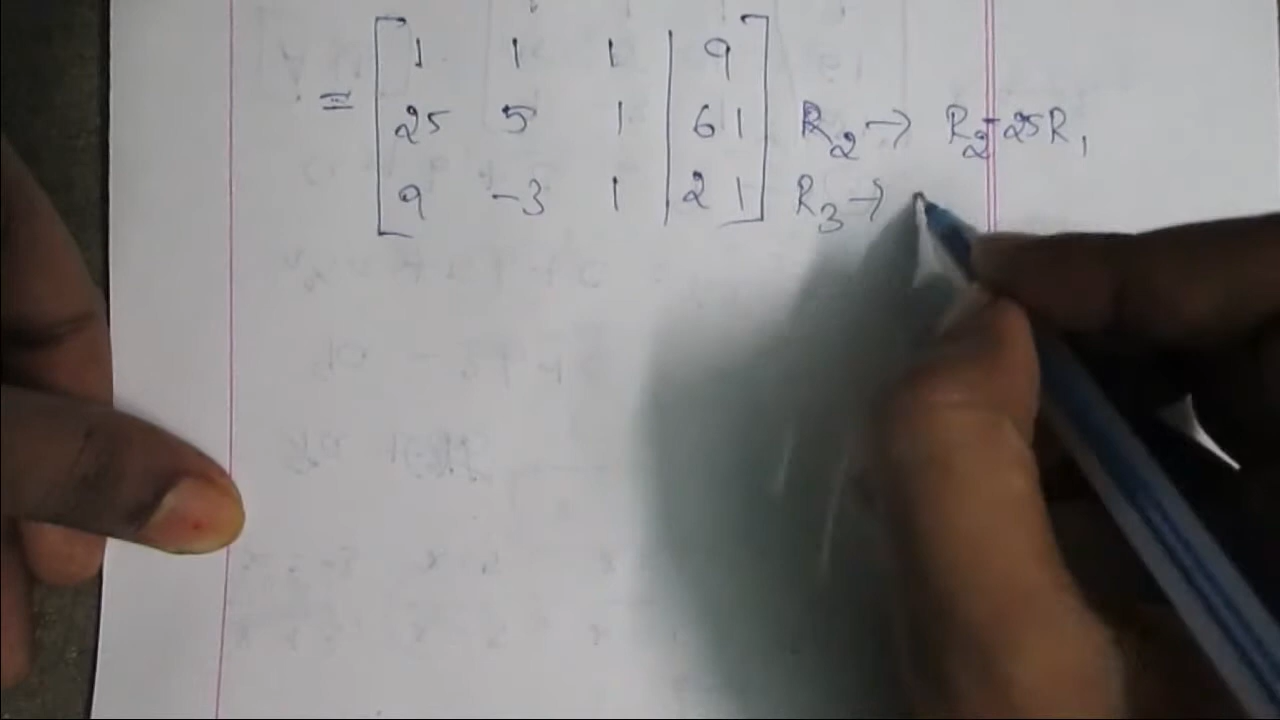 1 1 1 | 9
= 25 5 1 | 61 R2 → R2-25R1
9 -3 1 | 21 R3 →